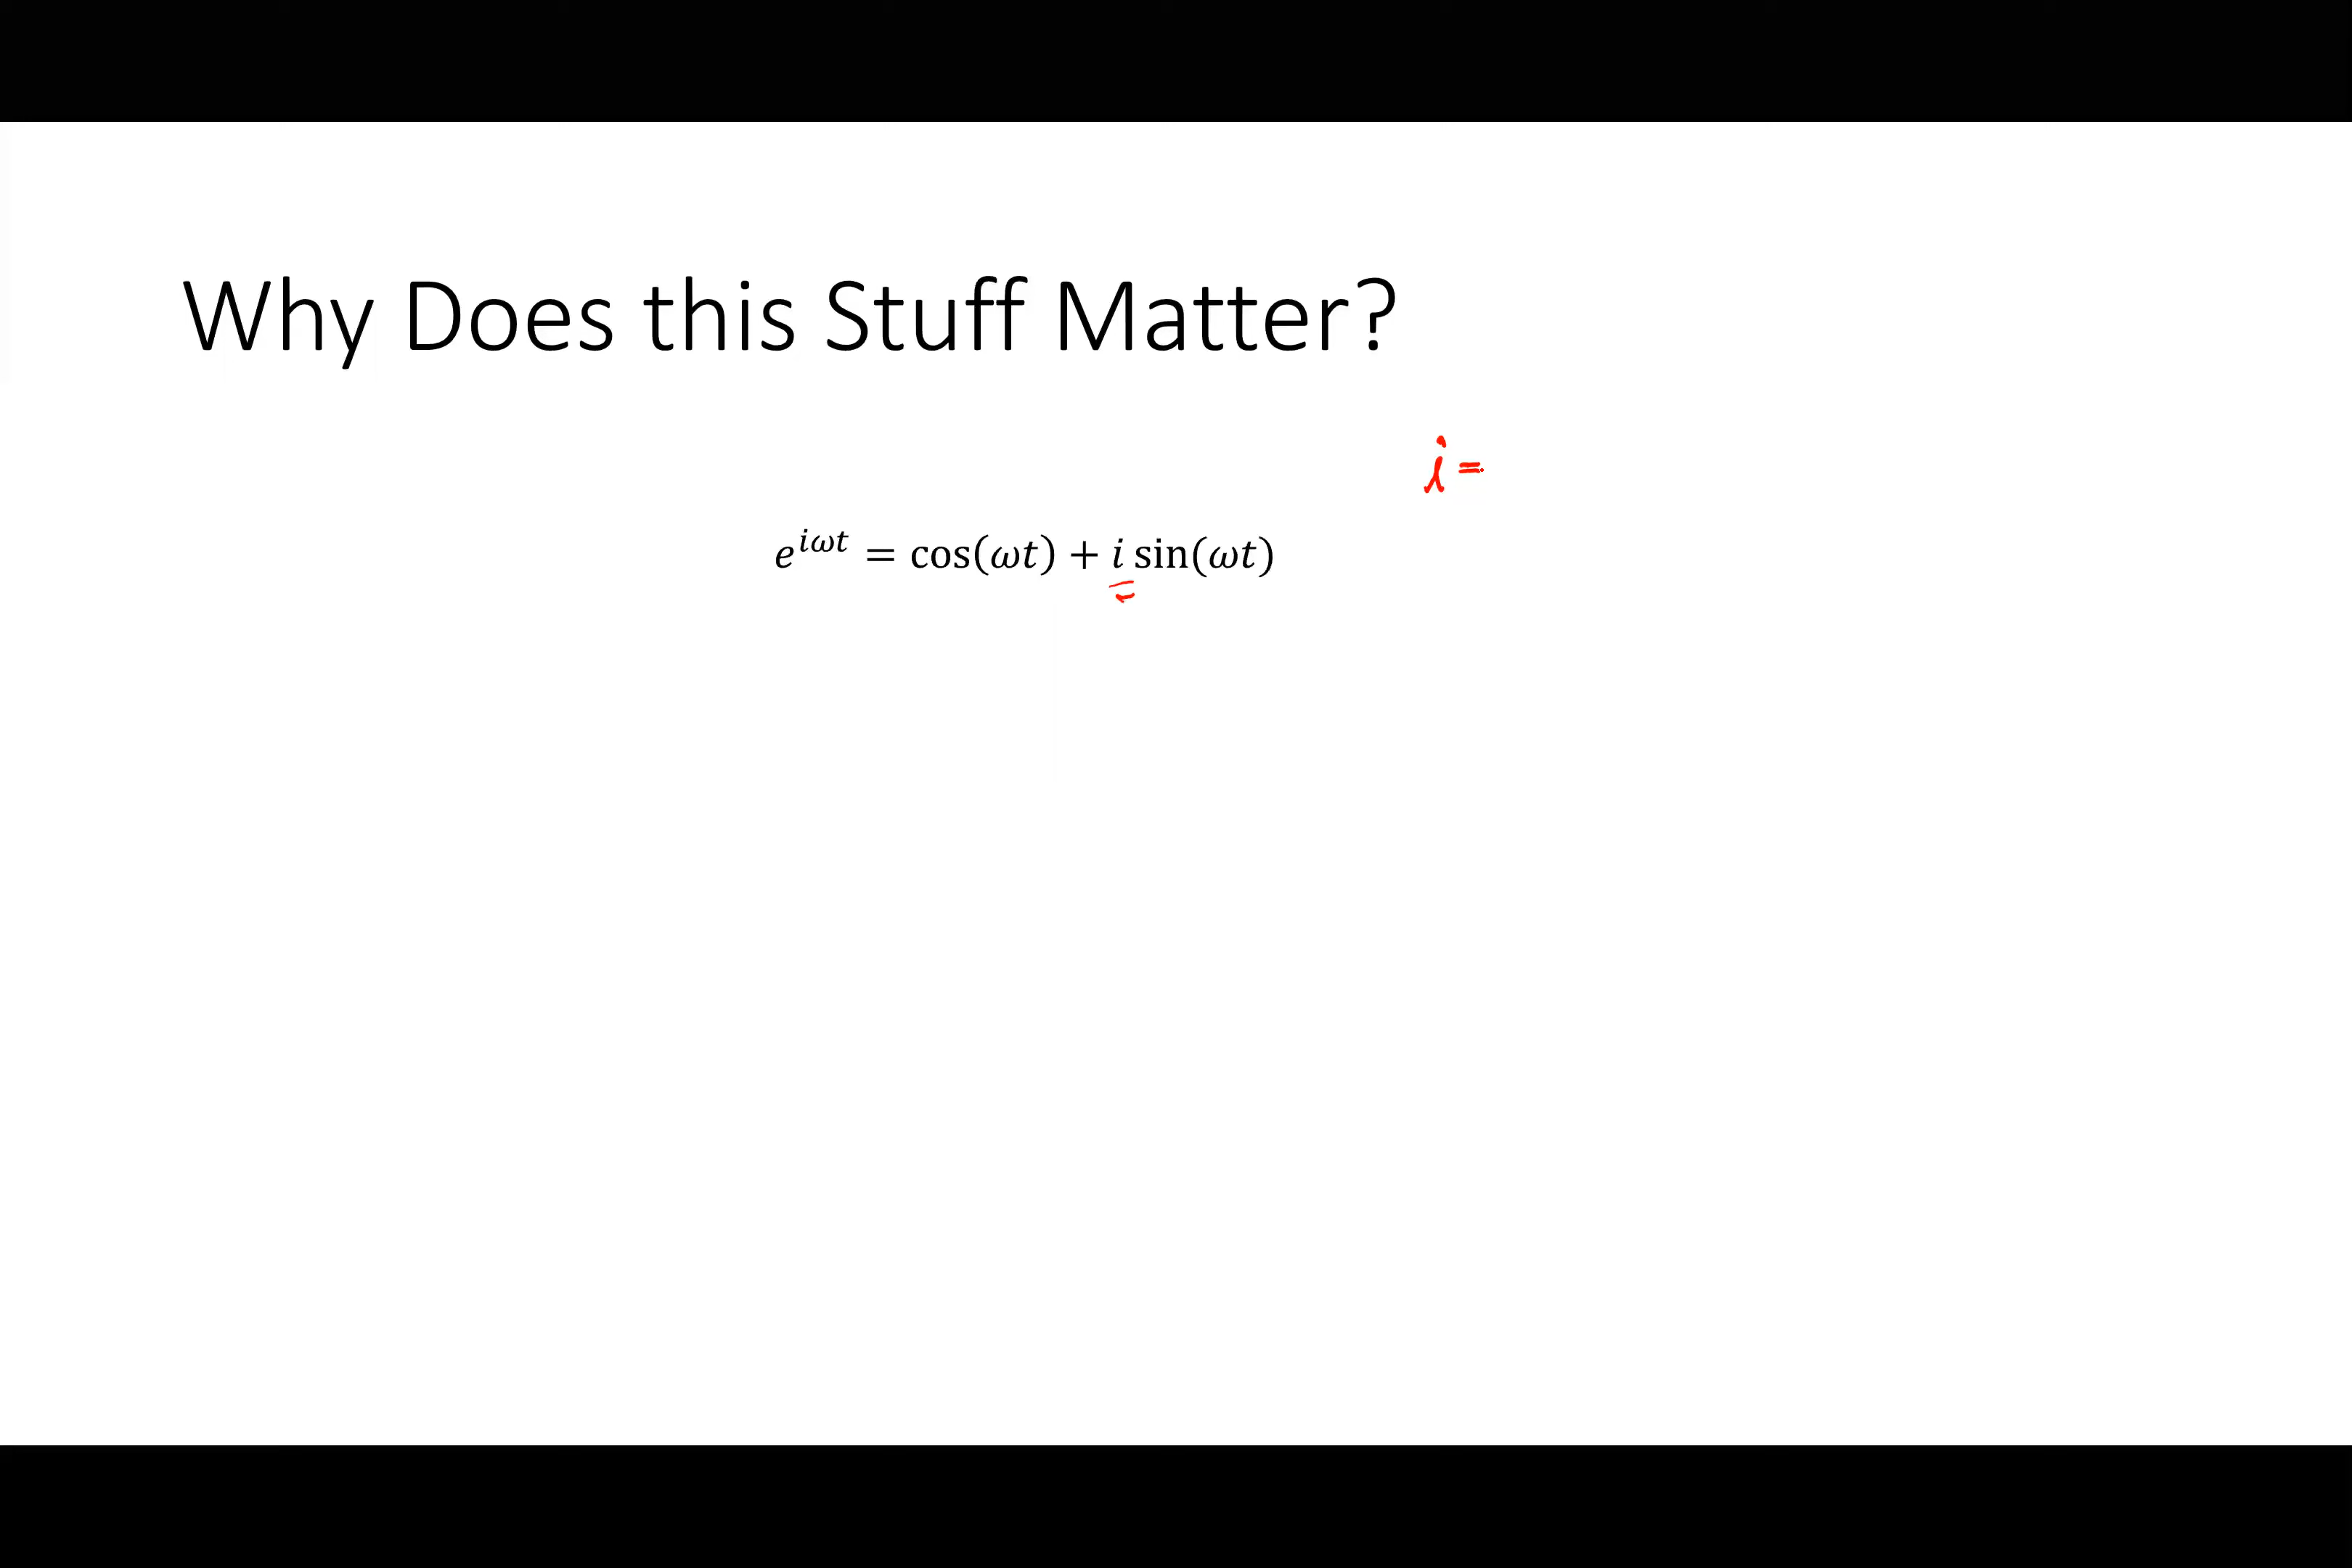 Why Does this Stuff Matter?
i =
e^{iωt} = cos(ωt) + i sin(ωt)